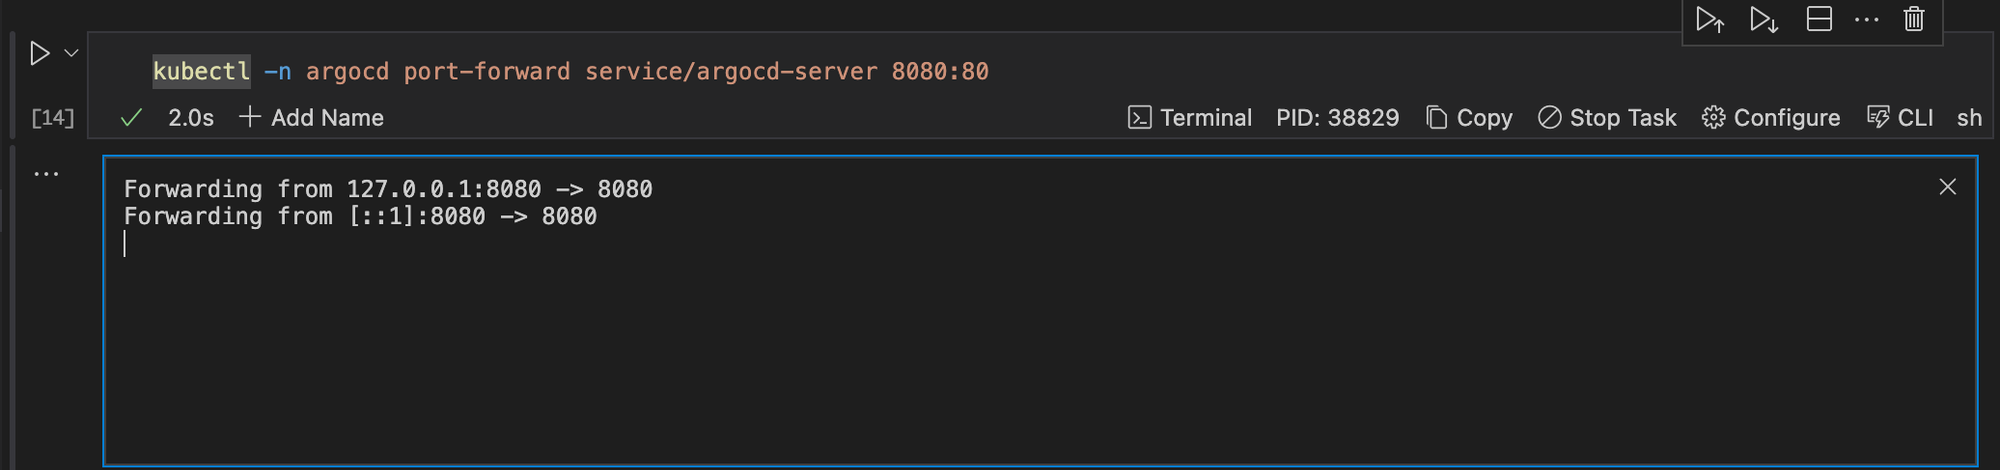 kubectl -n argocd port-forward service/argocd-server 8080:80
[14] 2.0s Add Name Terminal PID: 38829 Copy Stop Task Configure CLI sh
Forwarding from 127.0.0.1:8080 -> 8080
Forwarding from [::1]:8080 -> 8080